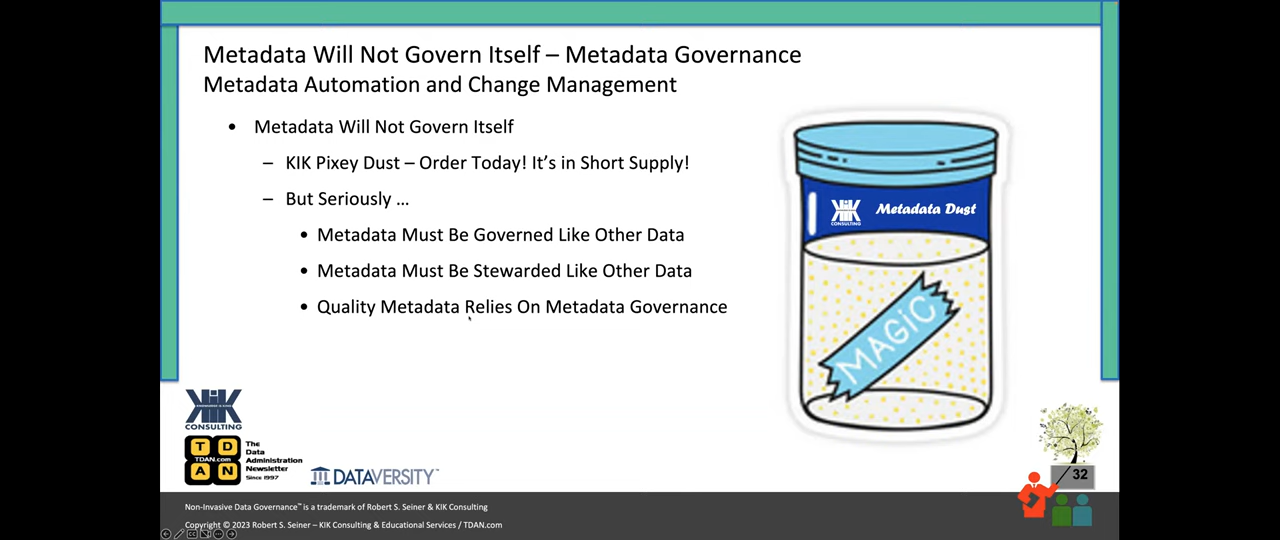 Metadata Will Not Govern Itself – Metadata Governance
Metadata Automation and Change Management
• Metadata Will Not Govern Itself
– KIK Pixey Dust – Order Today! It's in Short Supply!
– But Seriously …
• Metadata Must Be Governed Like Other Data
• Metadata Must Be Stewarded Like Other Data
• Quality Metadata Relies On Metadata Governance
KIK
CONSULTING
Metadata Dust
MAGiC
KIK
CONSULTING
T D
TDAN.com
A N
The
Data
Administration
Newsletter
Since 1997
DATAVERSITY
32
Non-Invasive Data Governance™ is a trademark of Robert S. Seiner & KIK Consulting
Copyright © 2023 Robert S. Seiner – KIK Consulting & Educational Services / TDAN.com